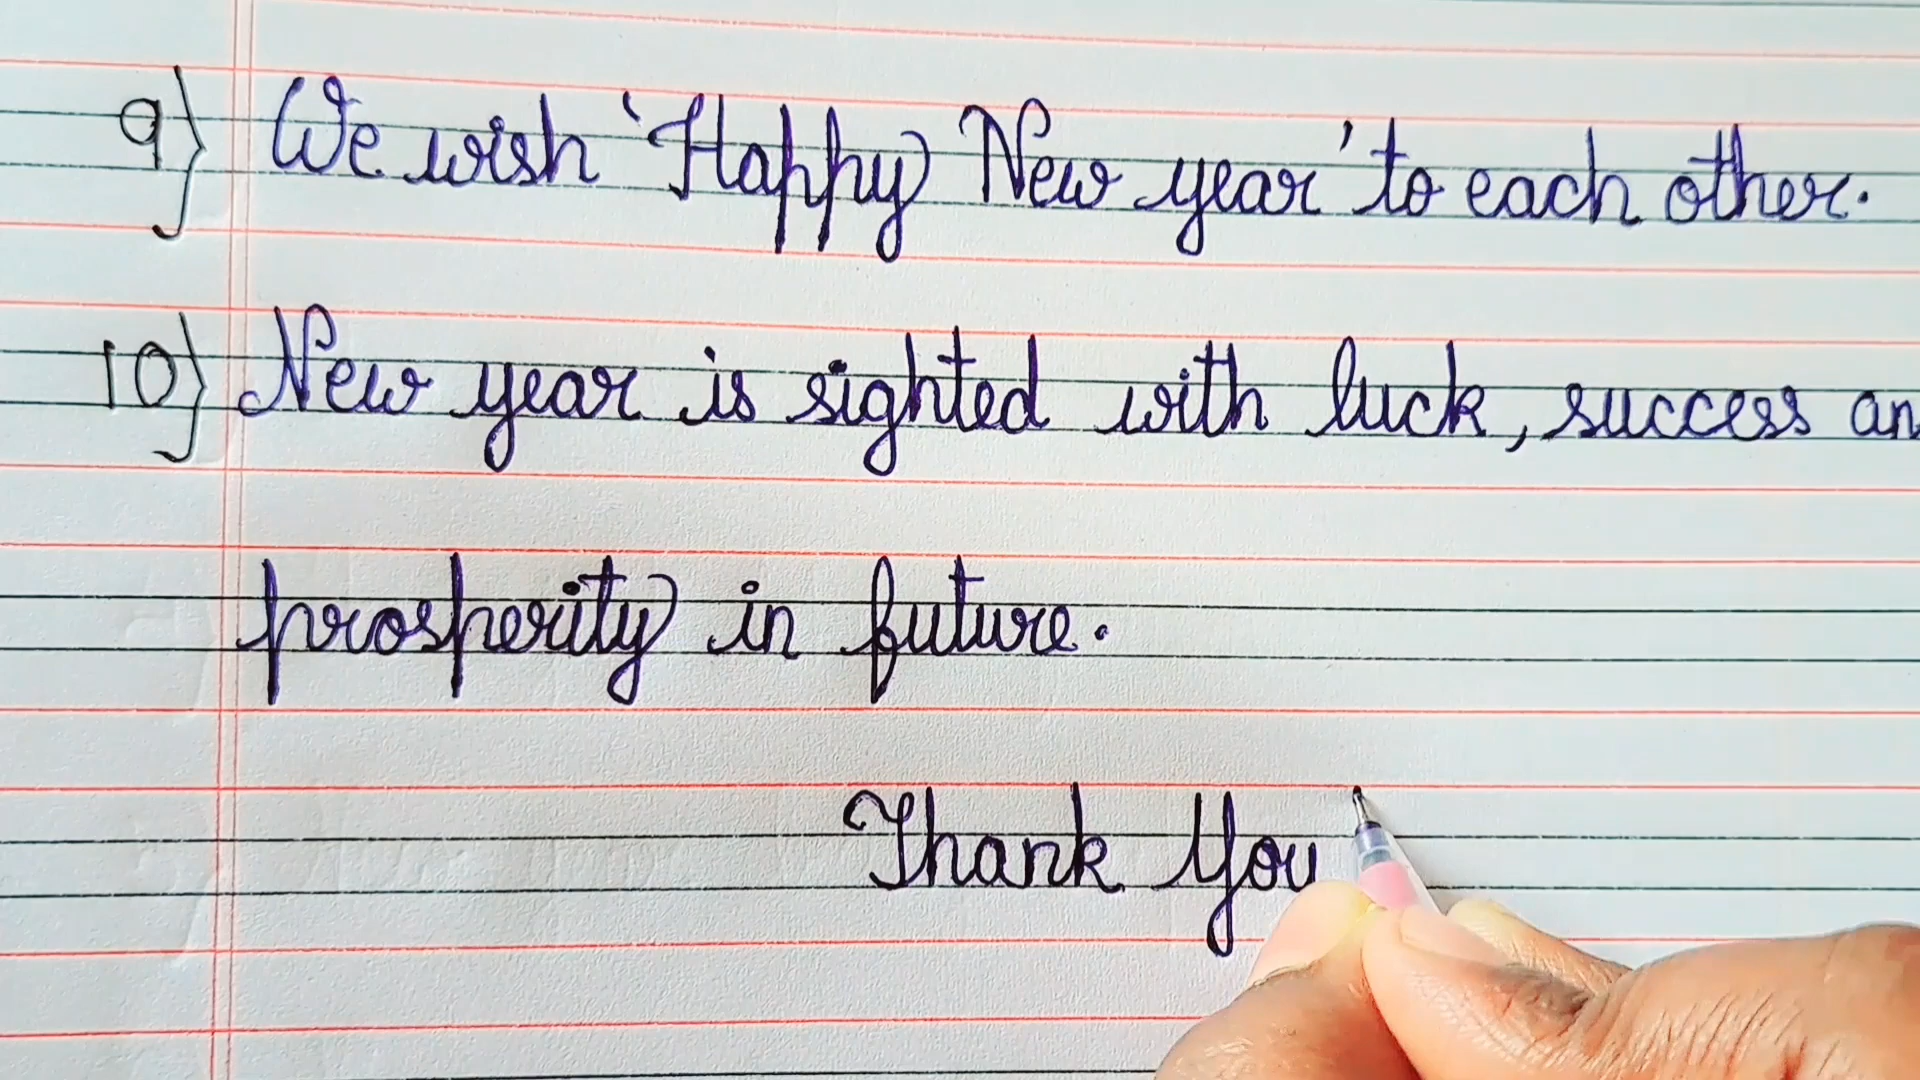 9) We wish 'Happy New year' to each other.
10) New year is sighted with luck, success an
prosperity in future.
Thank You